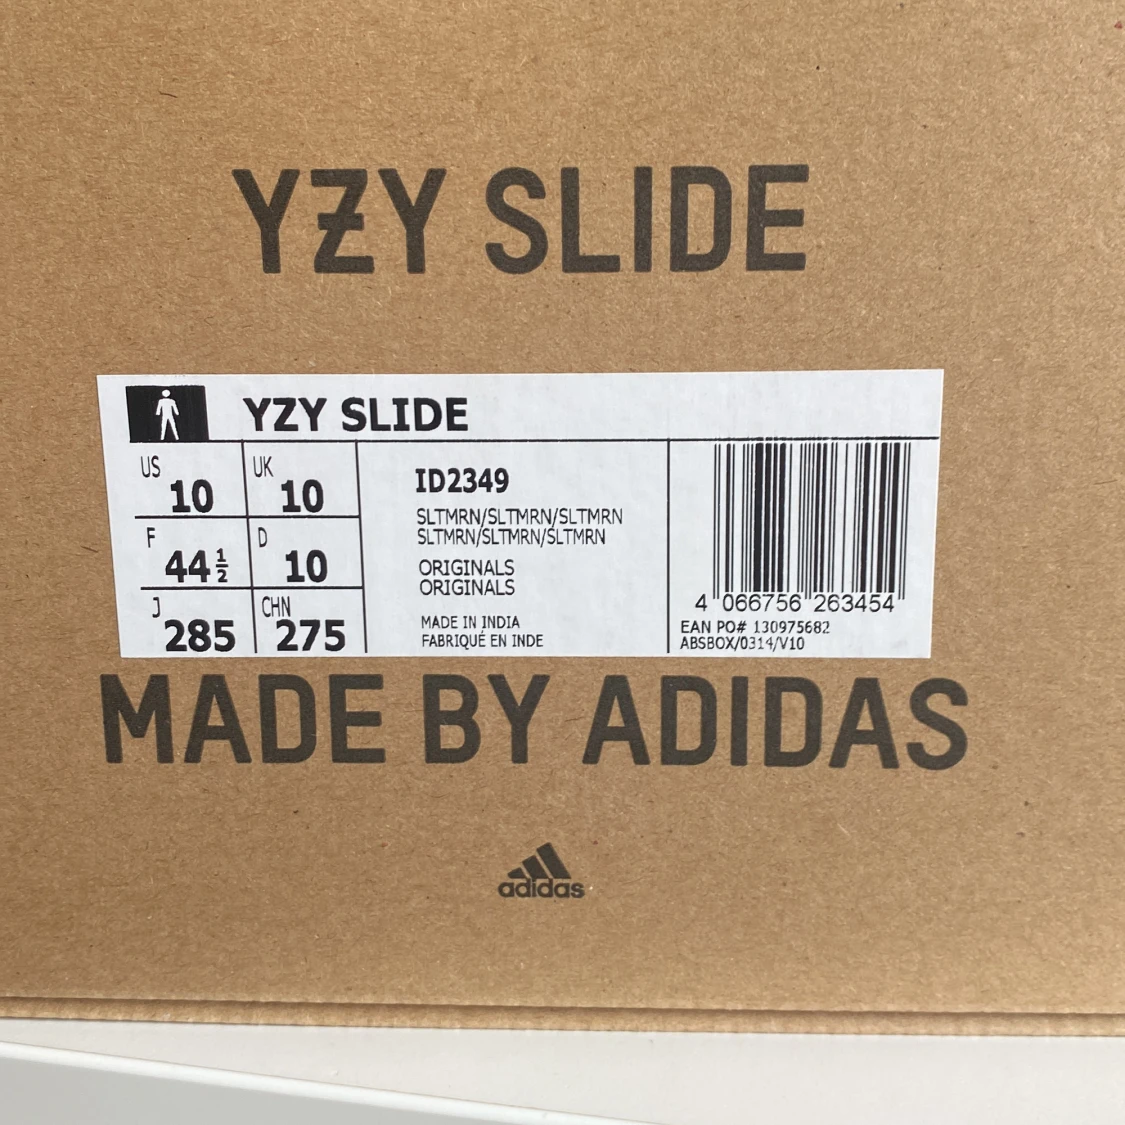 YZY SLIDE
YZY SLIDE
US 10 UK 10
F 44½ D 10
J 285 CHN 275
ID2349
SLTMRN/SLTMRN/SLTMRN
SLTMRN/SLTMRN/SLTMRN
ORIGINALS
ORIGINALS
MADE IN INDIA
FABRIQUÉ EN INDE
4 066756 263454
EAN PO# 130975682
ABSBOX/0314/V10
MADE BY ADIDAS
adidas